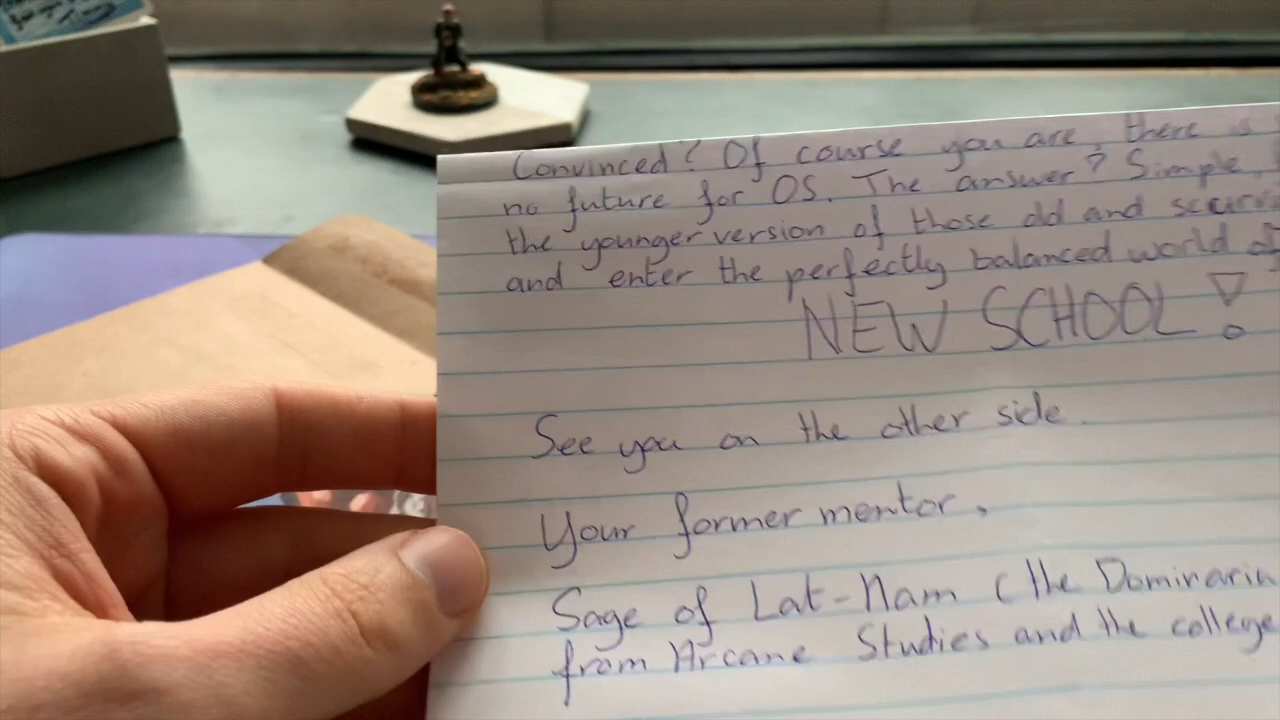 Convinced? Of course you are, there is
no future for OS. The answer? Simple,
the younger version of those old and
and enter the perfectly balanced world of
NEW SCHOOL!
See you on the other side.
Your former mentor,
Sage of Lat-Nam (the Dominaria
from Arcane Studies and the college